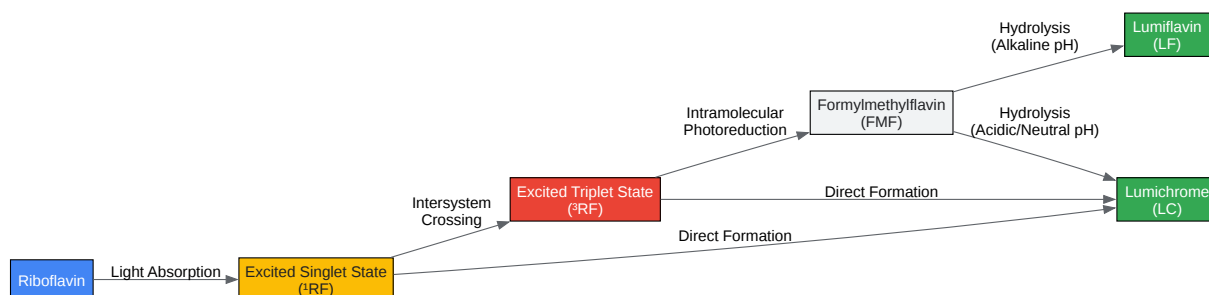 Hydrolysis
(Alkaline pH)
Lumiflavin
(LF)
Intramolecular
Photoreduction
Formylmethylflavin
(FMF)
Hydrolysis
(Acidic/Neutral pH)
Intersystem
Crossing
Excited Triplet State
(³RF)
Direct Formation
Lumichrome
(LC)
Direct Formation
Riboflavin
Light Absorption
Excited Singlet State
(¹RF)